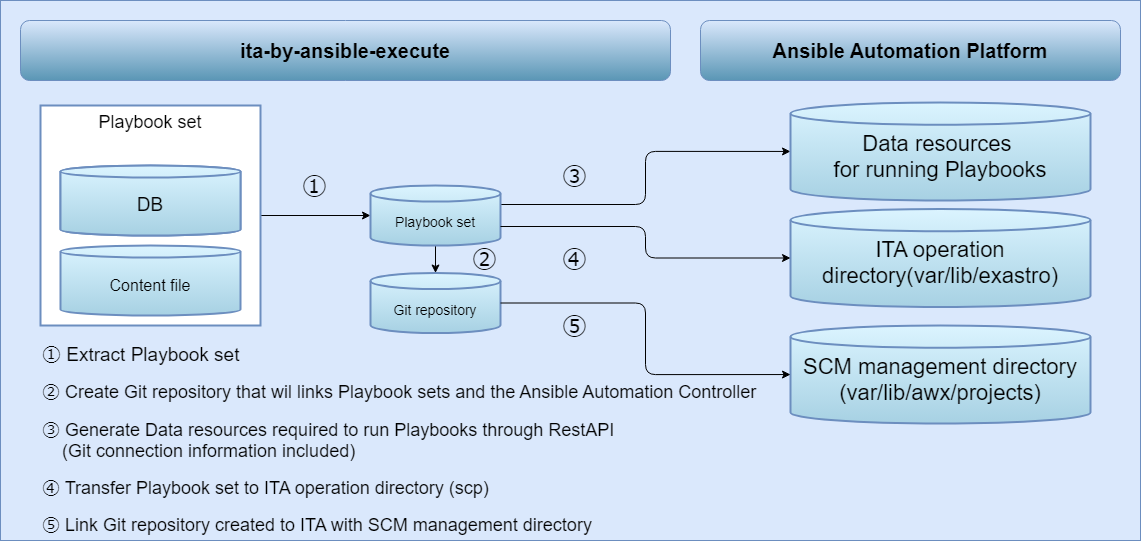 ita-by-ansible-execute
Ansible Automation Platform
Playbook set
DB
Content file
①
Playbook set
②
Git repository
③
④
⑤
Data resources
for running Playbooks
ITA operation
directory(var/lib/exastro)
SCM management directory
(var/lib/awx/projects)
① Extract Playbook set
② Create Git repository that wil links Playbook sets and the Ansible Automation Controller
③ Generate Data resources required to run Playbooks through RestAPI
(Git connection information included)
④ Transfer Playbook set to ITA operation directory (scp)
⑤ Link Git repository created to ITA with SCM management directory